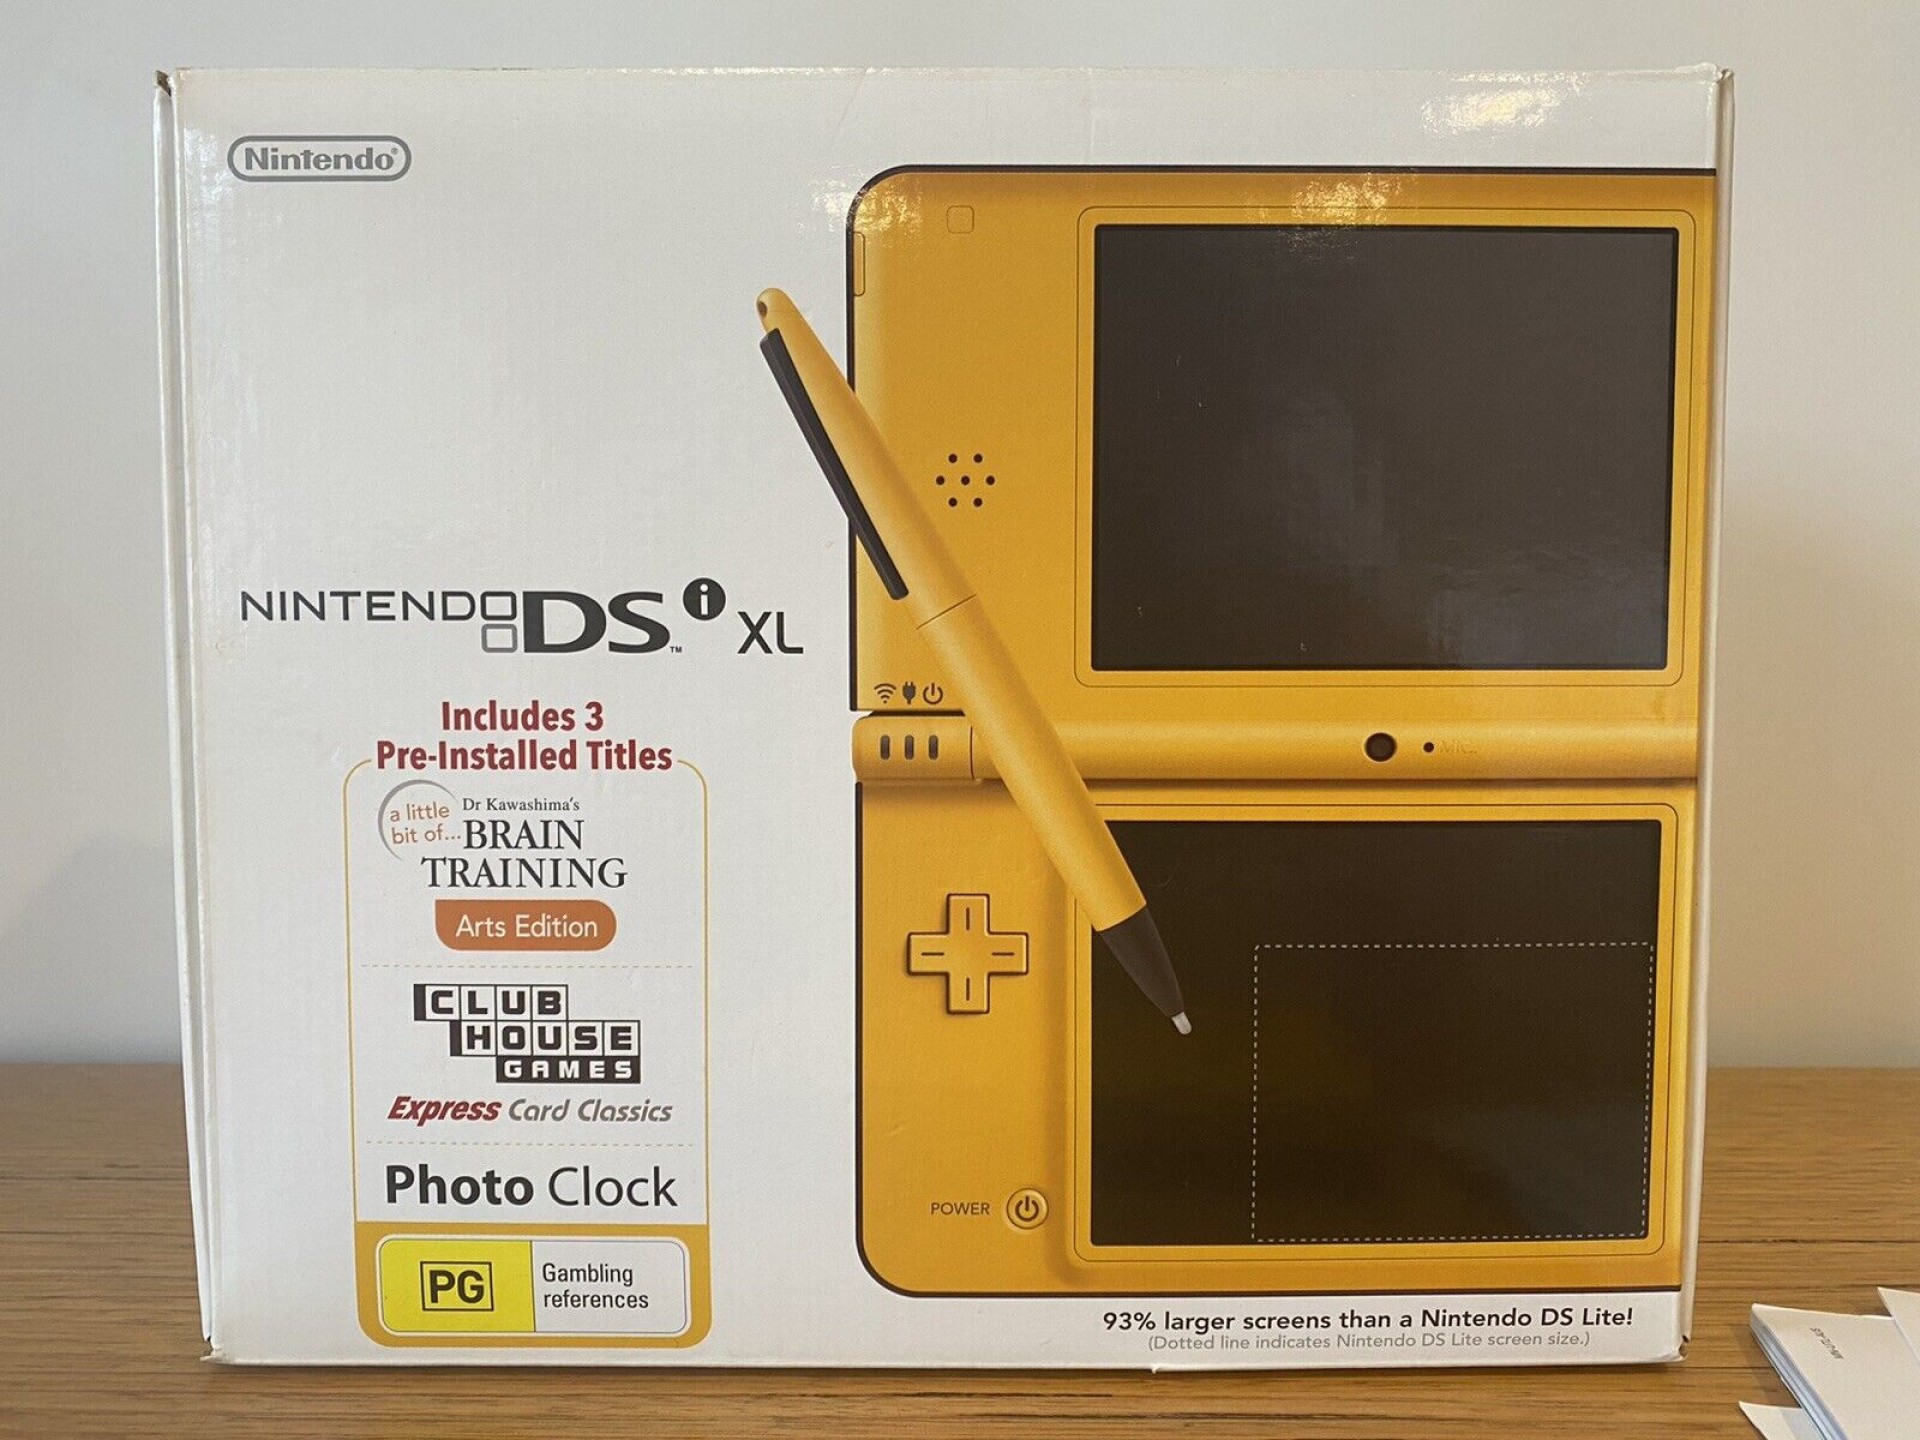 Nintendo®
NINTENDO DSi XL
™
Includes 3
Pre-Installed Titles
a little
bit of...
Dr Kawashima's
BRAIN
TRAINING
Arts Edition
CLUB
HOUSE
GAMES
Express Card Classics
Photo Clock
PG
Gambling
references
MIC.
POWER
93% larger screens than a Nintendo DS Lite!
(Dotted line indicates Nintendo DS Lite screen size.)